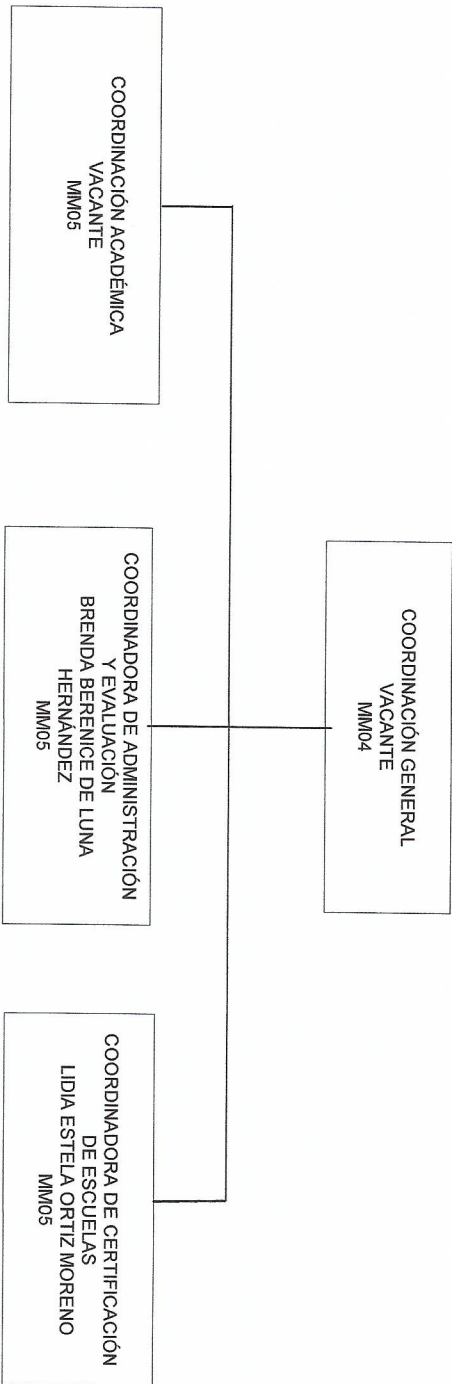 COORDINACIÓN GENERAL
VACANTE
MM04
COORDINACIÓN ACADÉMICA
VACANTE
MM05
COORDINADORA DE ADMINISTRACIÓN
Y EVALUACIÓN
BRENDA BERENICE DE LUNA
HERNÁNDEZ
MM05
COORDINADORA DE CERTIFICACIÓN
DE ESCUELAS
LIDIA ESTELA ORTIZ MORENO
MM05